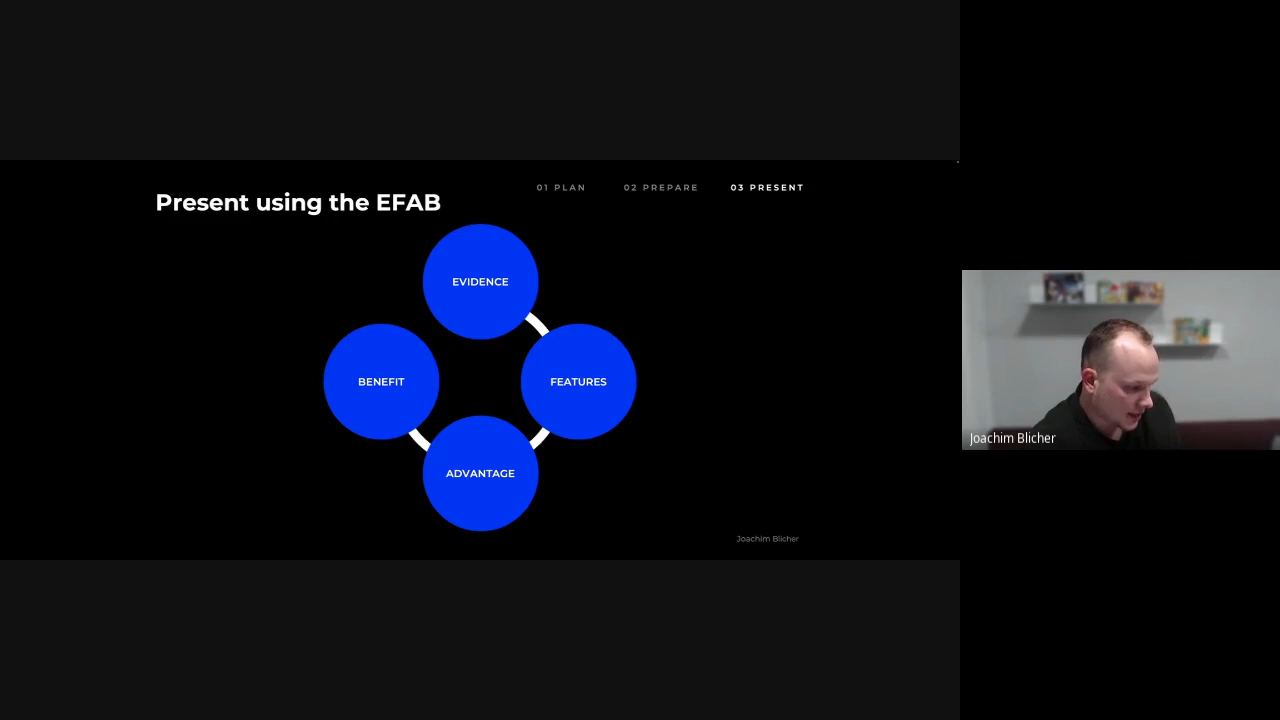 Present using the EFAB
01 PLAN
02 PREPARE
03 PRESENT
EVIDENCE
BENEFIT
FEATURES
ADVANTAGE
Joachim Blicher
Joachim Blicher